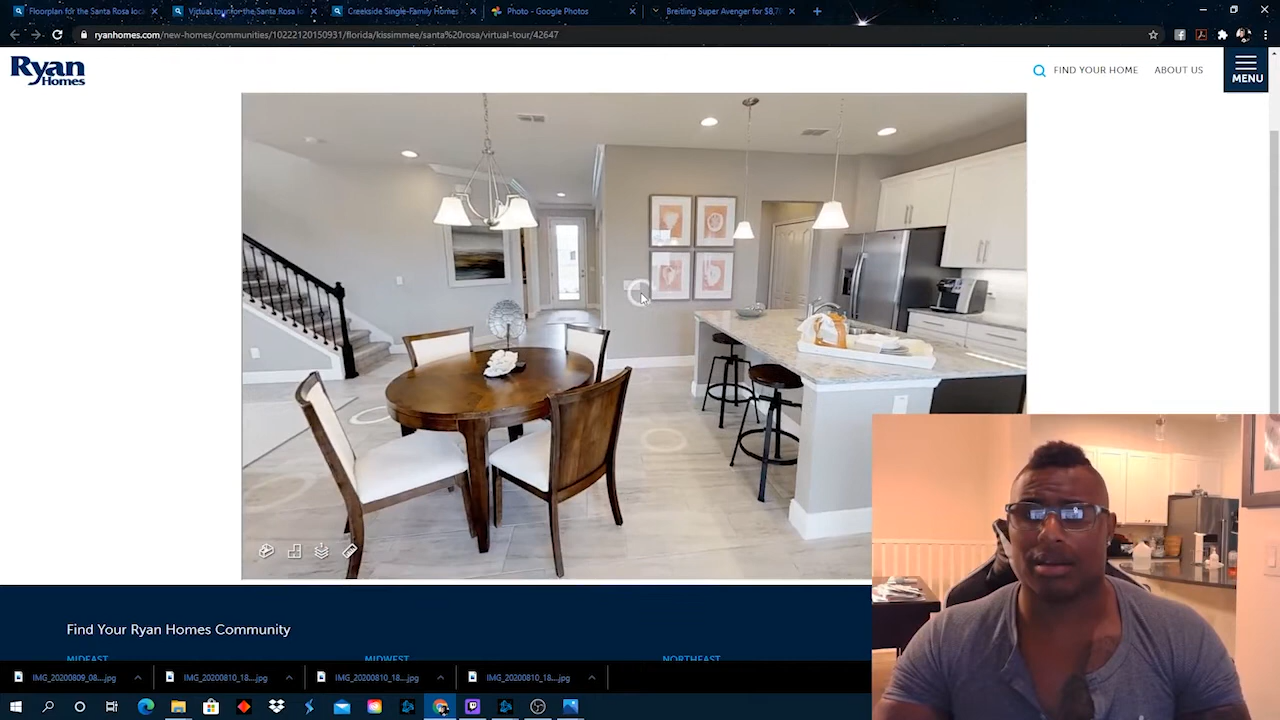 Floorplan for the Santa Rosa loca
Virtual tour for the Santa Rosa lo
Creekside Single-Family Homes
Photo - Google Photos
Breitling Super Avenger for $8,7
ryanhomes.com/new-homes/communities/10222120150931/florida/kissimmee/santa%20rosa/virtual-tour/42647
Ryan
Homes
FIND YOUR HOME
ABOUT US
MENU
Find Your Ryan Homes Community
MIDEAST
MIDWEST
NORTHEAST
IMG_20200809_08....jpg
IMG_20200810_18....jpg
IMG_20200810_18....jpg
IMG_20200810_18....jpg